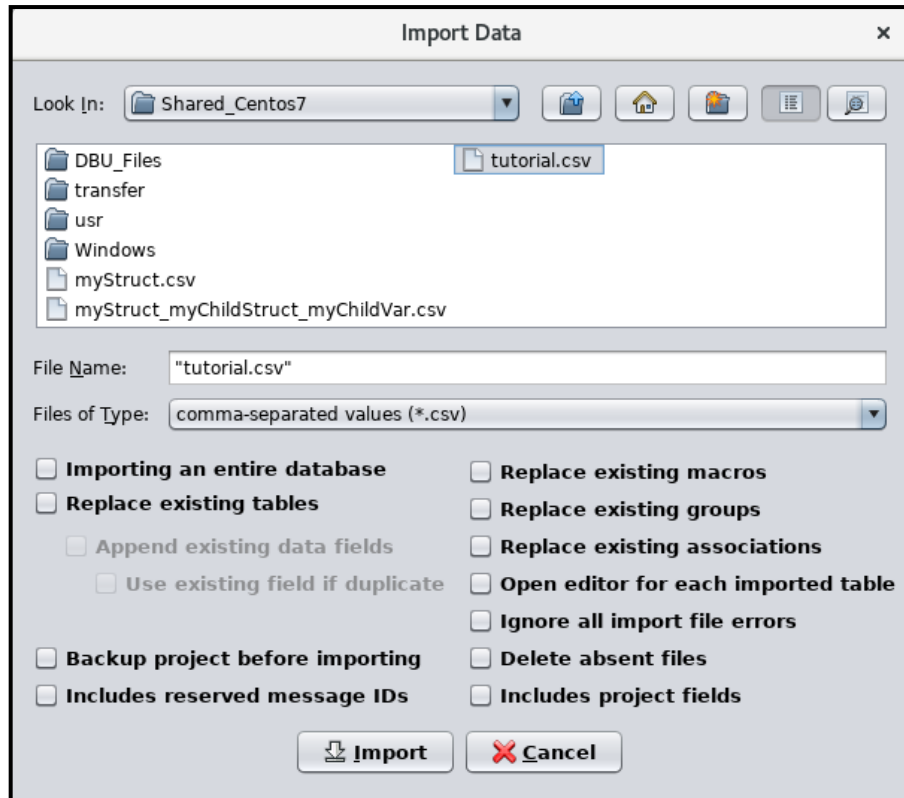 Import Data
Look In: Shared_Centos7
DBU_Files
transfer
usr
Windows
myStruct.csv
myStruct_myChildStruct_myChildVar.csv
tutorial.csv
File Name: "tutorial.csv"
Files of Type: comma-separated values (*.csv)
Importing an entire database
Replace existing tables
Append existing data fields
Use existing field if duplicate
Backup project before importing
Includes reserved message IDs
Replace existing macros
Replace existing groups
Replace existing associations
Open editor for each imported table
Ignore all import file errors
Delete absent files
Includes project fields
Import Cancel